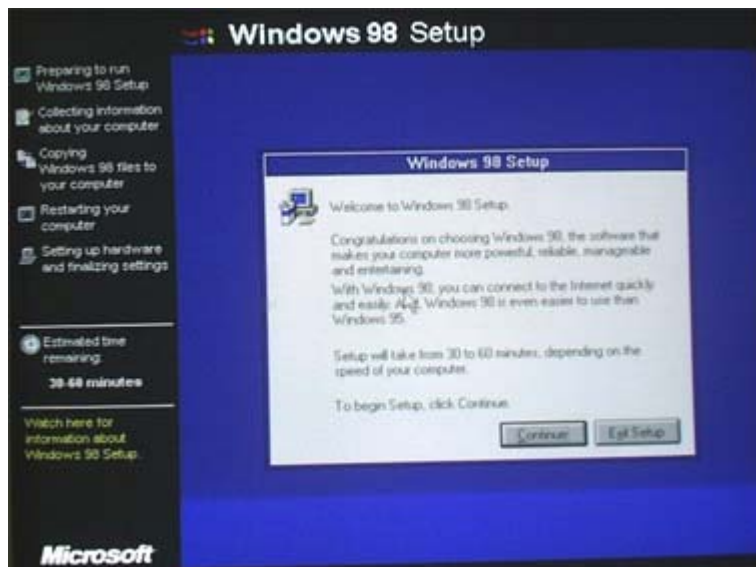 Windows 98 Setup
Preparing to run
Windows 98 Setup
Collecting information
about your computer
Copying
Windows 98 files to
your computer
Restarting your
computer
Setting up hardware
and finalizing settings
Estimated time
remaining:
30-60 minutes
Watch here for
information about
Windows 98 Setup.
Microsoft
Windows 98 Setup
Welcome to Windows 98 Setup.
Congratulations on choosing Windows 98, the software that
makes your computer more powerful, reliable, manageable
and entertaining.
With Windows 98, you can connect to the Internet quickly
and easily. And, Windows 98 is even easier to use than
Windows 95.
Setup will take from 30 to 60 minutes, depending on the
speed of your computer.
To begin Setup, click Continue.
Continue
Exit Setup